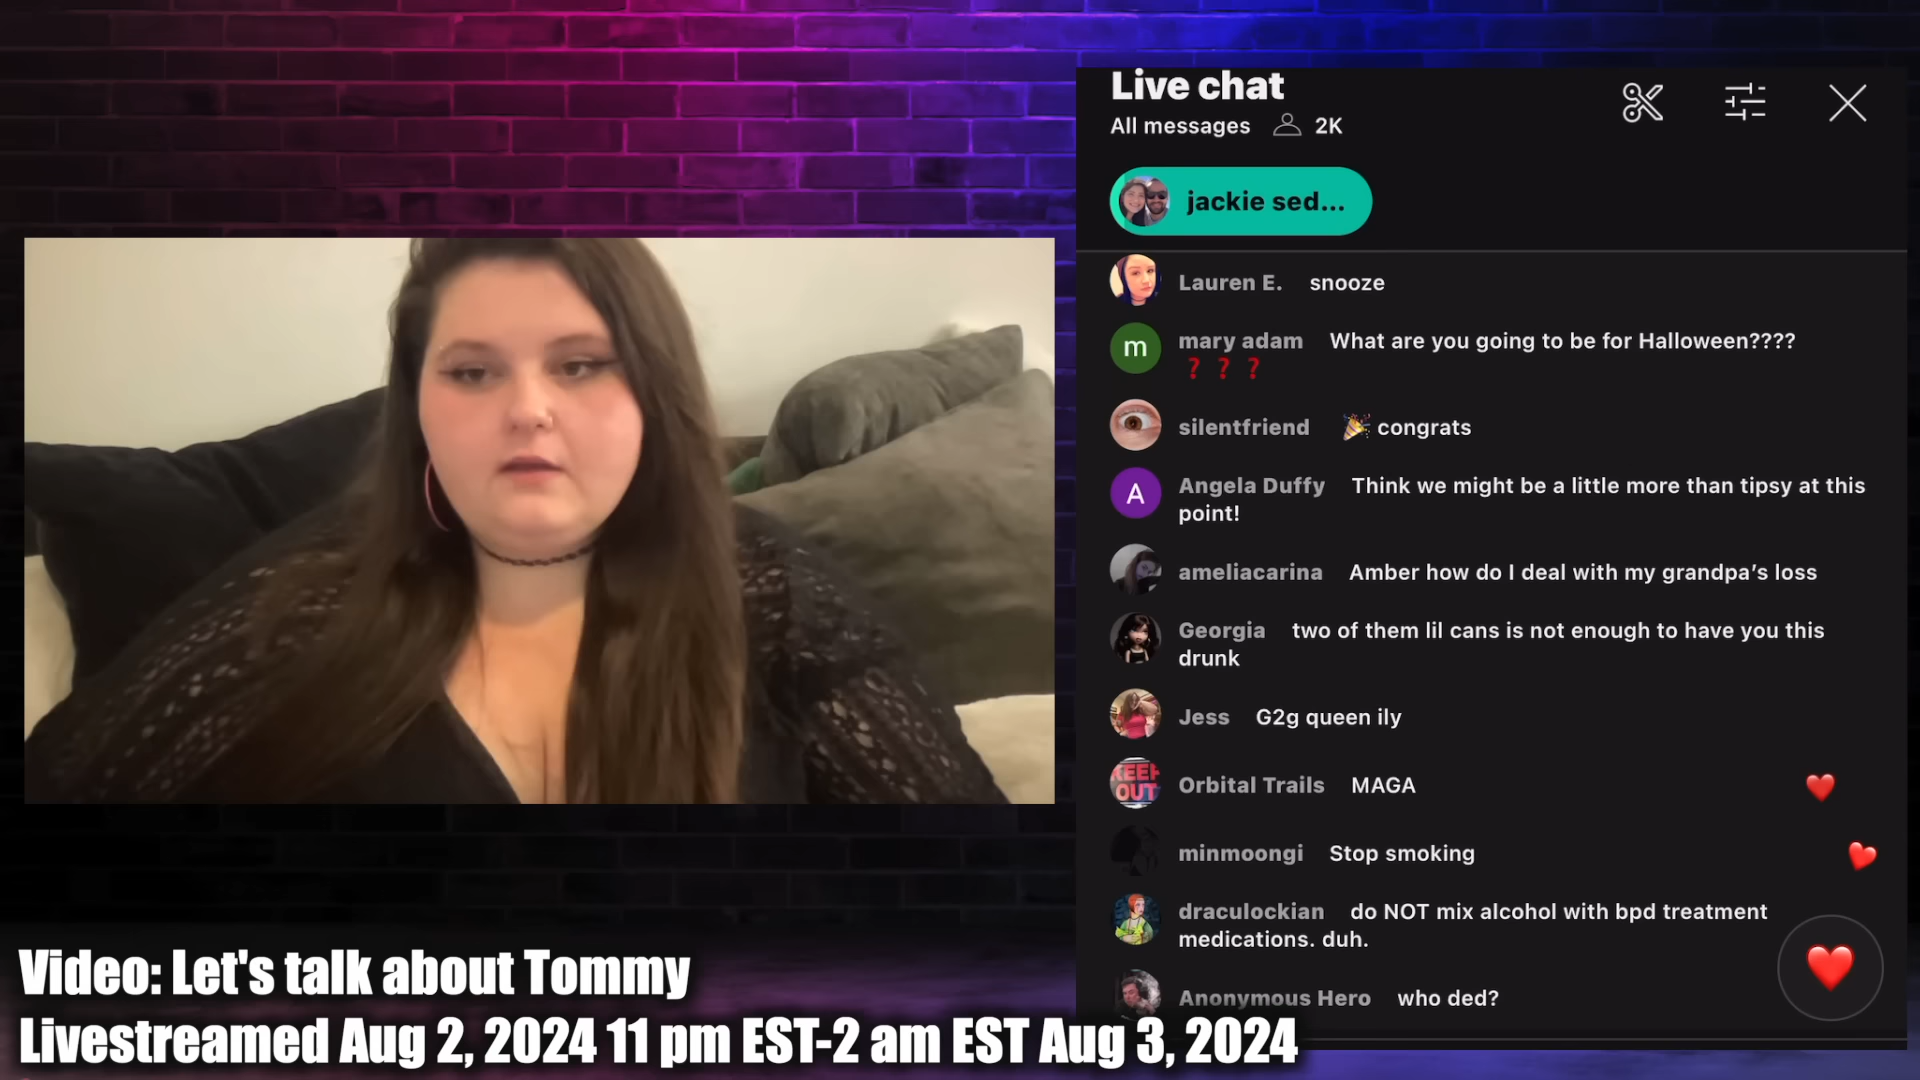 Live chat
All messages 2K
jackie sed...
Lauren E. snooze
m mary adam What are you going to be for Halloween????
❓❓❓
silentfriend 🎉 congrats
A Angela Duffy Think we might be a little more than tipsy at this
point!
ameliacarina Amber how do I deal with my grandpa’s loss
Georgia two of them lil cans is not enough to have you this
drunk
Jess G2g queen ily
KEEP
OUT
Orbital Trails MAGA
minmoongi Stop smoking
draculockian do NOT mix alcohol with bpd treatment
medications. duh.
Anonymous Hero who ded?
Video: Let's talk about Tommy
Livestreamed Aug 2, 2024 11 pm EST-2 am EST Aug 3, 2024